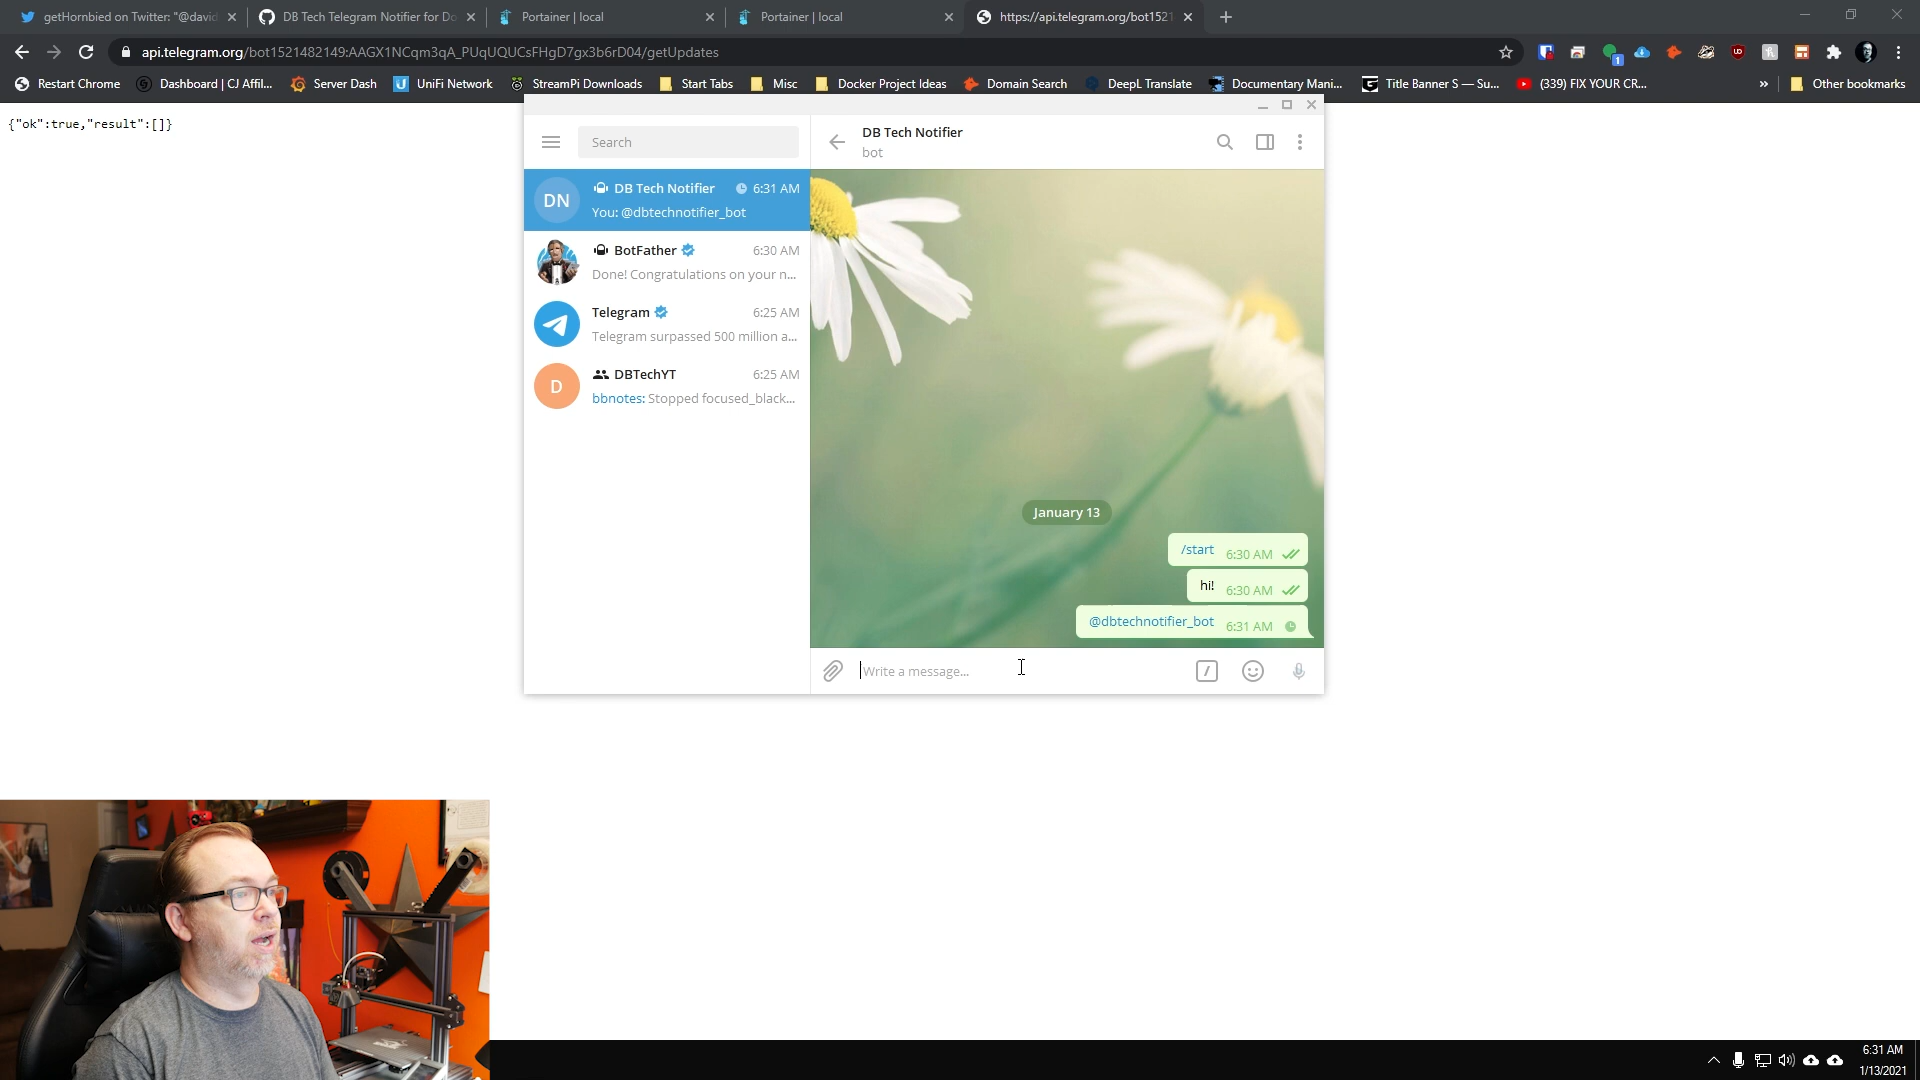 getHornbied on Twitter: "@david
DB Tech Telegram Notifier for Do
Portainer | local
Portainer | local
https://api.telegram.org/bot1521
api.telegram.org/bot1521482149:AAGX1NCqm3qA_PUqUQUCsFHgD7gx3b6rD04/getUpdates
Restart Chrome
Dashboard | CJ Affil...
Server Dash
UniFi Network
StreamPi Downloads
Start Tabs
Misc
Docker Project Ideas
Domain Search
DeepL Translate
Documentary Mani...
Title Banner S — Su...
(339) FIX YOUR CR...
»
Other bookmarks
{"ok":true,"result":[]}
Search
DB Tech Notifier
bot
DN
DB Tech Notifier 6:31 AM
You: @dbtechnotifier_bot
BotFather 6:30 AM
Done! Congratulations on your n...
Telegram 6:25 AM
Telegram surpassed 500 million a...
D
DBTechYT 6:25 AM
bbnotes: Stopped focused_black...
January 13
/start 6:30 AM
hi! 6:30 AM
@dbtechnotifier_bot 6:31 AM
Write a message...
6:31 AM
1/13/2021